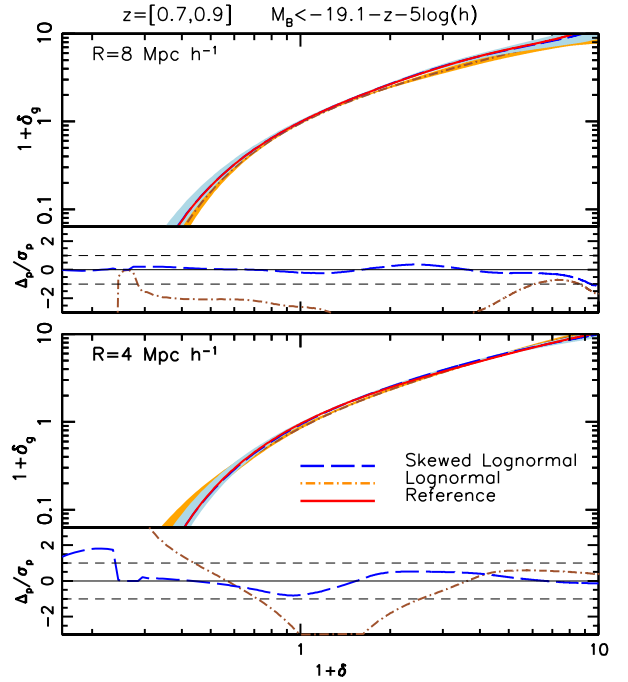 z=[0.7,0.9] M_B<−19.1−z−5log(h)
10
R=8 Mpc h⁻¹
1+δ_g
1
0.1
2
Δ_p/σ_p
0
−2
10
R=4 Mpc h⁻¹
1+δ_g
1
Skewed Lognormal
Lognormal
Reference
0.1
2
Δ_p/σ_p
0
−2
1
10
1+δ